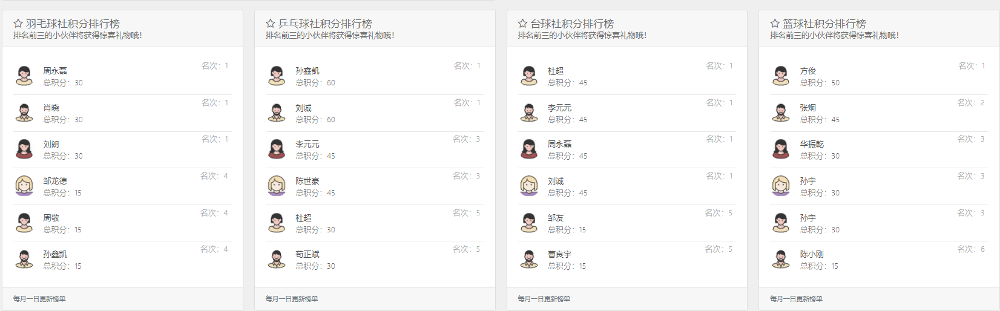 羽毛球社积分排行榜
排名前三的小伙伴将获得惊喜礼物哦！
名次：1
周永磊
总积分：30
名次：1
肖晓
总积分：30
名次：1
刘朗
总积分：30
名次：4
邹龙德
总积分：15
名次：4
周敬
总积分：15
名次：4
孙鑫凯
总积分：15
每月一日更新榜单
乒乓球社积分排行榜
排名前三的小伙伴将获得惊喜礼物哦！
名次：1
孙鑫凯
总积分：60
名次：1
刘诚
总积分：60
名次：3
李元元
总积分：45
名次：3
陈世豪
总积分：45
名次：5
杜超
总积分：30
名次：5
苟正斌
总积分：30
每月一日更新榜单
台球社积分排行榜
排名前三的小伙伴将获得惊喜礼物哦！
名次：1
杜超
总积分：45
名次：1
李元元
总积分：45
名次：1
周永磊
总积分：45
名次：1
刘诚
总积分：45
名次：5
邹友
总积分：15
名次：5
曹良宇
总积分：15
每月一日更新榜单
篮球社积分排行榜
排名前三的小伙伴将获得惊喜礼物哦！
名次：1
方俊
总积分：50
名次：2
张炯
总积分：45
名次：3
华振乾
总积分：30
名次：3
孙宇
总积分：30
名次：3
孙宇
总积分：30
名次：6
陈小刚
总积分：15
每月一日更新榜单